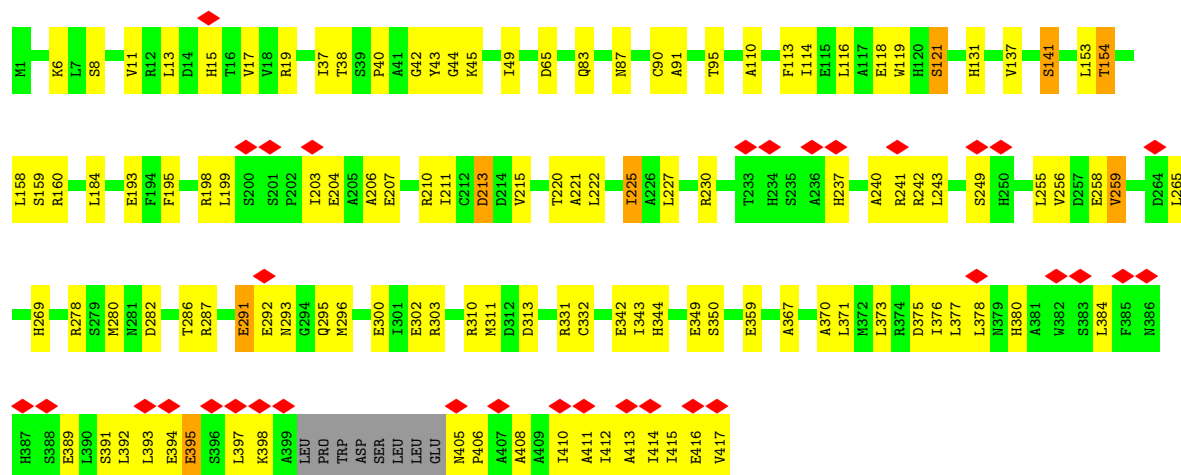 M1 K6 L7 S8 V11 R12 L13 D14 H15 T16 V17 V18 R19 I37 T38 S39 P40 A41 G42 Y43 G44 K45 I49 D65 Q83 N87 C90 A91 T95 A110 F113 I114 E115 L116 A117 E118 W119 H120 S121 H131 V137 S141 L153 T154
L158 S159 R160 L184 E193 F194 F195 R198 L199 S200 S201 P202 I203 E204 A205 A206 E207 R210 I211 C212 D213 D214 V215 T220 A221 L222 I225 A226 L227 R230 T233 H234 S235 A236 H237 A240 R241 R242 L243 S249 H250 L255 V256 D257 E258 V259 D264 L265
H269 R278 S279 M280 N281 D282 T286 R287 E291 E292 N293 C294 Q295 M296 E300 I301 E302 R303 R310 M311 D312 D313 R331 C332 E342 I343 H344 E349 S350 E359 A367 A370 L371 M372 L373 R374 D375 I376 L377 L378 N379 H380 A381 W382 S383 L384 F385 N386
H387 S388 E389 L390 S391 L392 L393 E394 E395 S396 L397 K398 A399 LEU PRO TRP ASP SER LEU LEU GLU N405 P406 A407 A408 A409 I410 A411 I412 A413 I414 I415 E416 V417